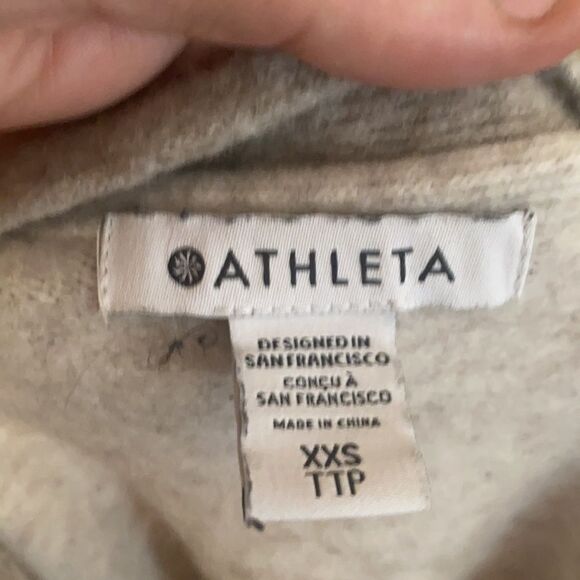 ATHLETA
DESIGNED IN
SAN FRANCISCO
CONÇU À
SAN FRANCISCO
MADE IN CHINA
XXS
TTP